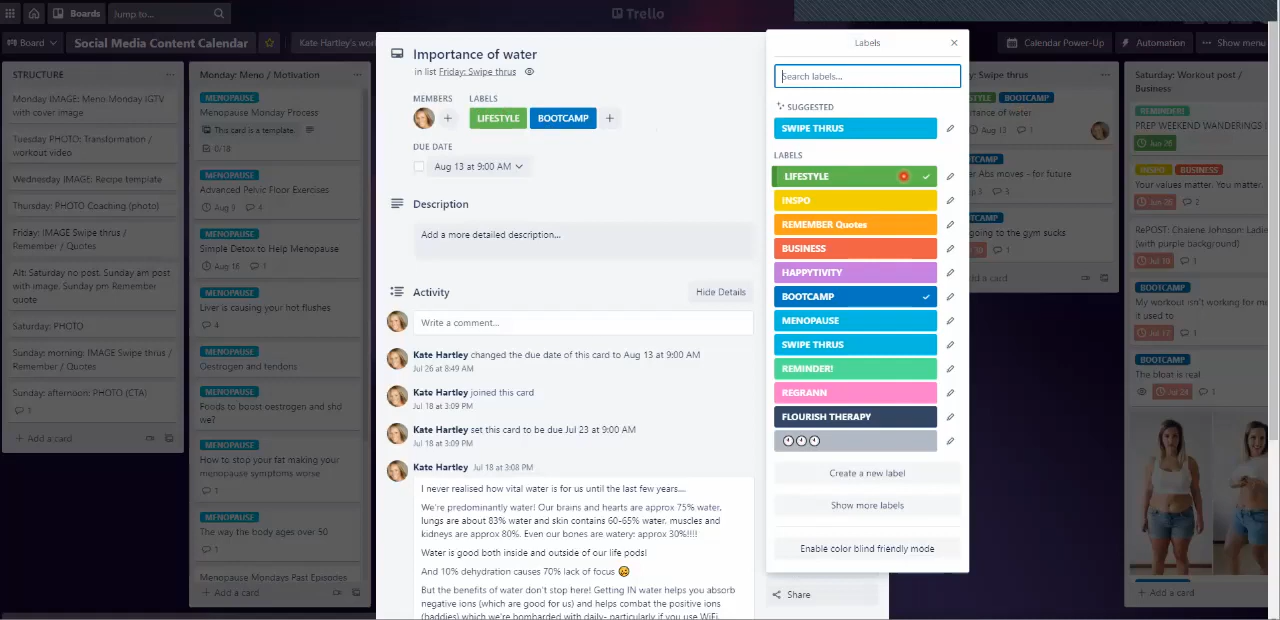 Boards
Jump to...
Trello
Board
Social Media Content Calendar
Kate Hartley's
Calendar Power-Up
Automation
Show menu
STRUCTURE
Monday IMAGE: Meno Monday IGTV
with cover image
Tuesday PHOTO: Transformation /
workout video
Wednesday IMAGE: Recipe template
Thursday: PHOTO Coaching (photo)
Friday: IMAGE Swipe thrus /
Remember / Quotes
Alt: Saturday no post. Sunday am post
with image. Sunday pm Remember
quote
Saturday: PHOTO
Sunday: morning: IMAGE Swipe thrus /
Remember / Quotes
Sunday: afternoon: PHOTO (CTA)
Add a card
Monday: Meno / Motivation
MENOPAUSE
Menopause Monday Process
This card is a template
0/18
MENOPAUSE
Advanced Pelvic Floor Exercises
Aug 9 4
MENOPAUSE
Simple Detox to Help Menopause
Aug 16 1
MENOPAUSE
Liver is causing your hot flushes
4
MENOPAUSE
Oestrogen and tendons
MENOPAUSE
Foods to boost oestrogen and shd
we?
MENOPAUSE
How to stop your fat making your
menopause symptoms worse
1
MENOPAUSE
The way the body ages over 50
1
Menopause Mondays Past Episodes
Add a card
Importance of water
in list Friday: Swipe thrus
MEMBERS LABELS
LIFESTYLE BOOTCAMP
DUE DATE
Aug 13 at 9:00 AM
Description
Add a more detailed description...
Activity
Hide Details
Write a comment...
Kate Hartley changed the due date of this card to Aug 13 at 9:00 AM
Jul 26 at 8:49 AM
Kate Hartley joined this card
Jul 18 at 3:09 PM
Kate Hartley set this card to be due Jul 23 at 9:00 AM
Jul 18 at 3:09 PM
Kate Hartley Jul 18 at 3:08 PM
I never realised how vital water is for us until the last few years....
We're predominantly water! Our brains and hearts are approx 75% water,
lungs are about 83% water and skin contains 60-65% water, muscles and
kidneys are approx 80%. Even our bones are watery: approx 30%!!!!
Water is good both inside and outside of our life pods!
And 10% dehydration causes 70% lack of focus
But the benefits of water don't stop here! Getting IN water helps you absorb
negative ions (which are good for us) and helps combat the positive ions
(baddies) which we're bombarded with daily- particularly if you use WiFi,
Labels
Search labels...
SUGGESTED
SWIPE THRUS
LABELS
LIFESTYLE
INSPO
REMEMBER Quotes
BUSINESS
HAPPYTIVITY
BOOTCAMP
MENOPAUSE
SWIPE THRUS
REMINDER!
REGRANN
FLOURISH THERAPY
Create a new label
Show more labels
Enable color blind friendly mode
Share
Swipe thrus
BOOTCAMP
of water
Aug 13 1
Abs moves - for future
3
going to the gym sucks
1
Saturday: Workout post /
Business
REMINDER!
PREP WEEKEND WANDERINGS
Jun 26
INSPO BUSINESS
Your values matter. You matter.
Jun 26 2
RePOST: Chalene Johnson: Ladie
(with purple background)
Jul 10 1
BOOTCAMP
My workout isn't working for m
it used to
Jul 17 1
BOOTCAMP
The bloat is real
Jul 24 1
Add a card